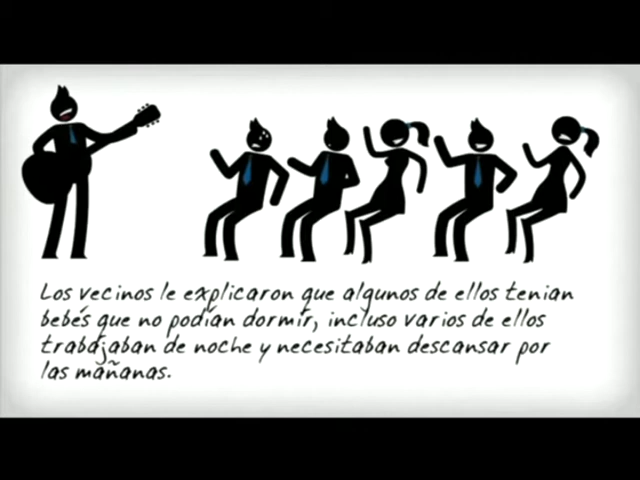 Los vecinos le explicaron que algunos de ellos tenian
bebés que no podían dormir, incluso varios de ellos
trabajaban de noche y necesitaban descansar por
las mañanas.